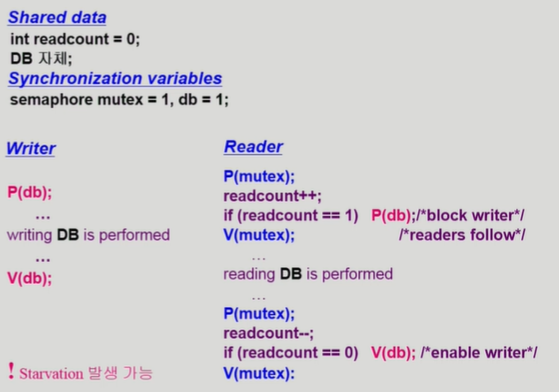 Shared data
int readcount = 0;
DB 자체;
Synchronization variables
semaphore mutex = 1, db = 1;
Writer
P(db);
...
writing DB is performed
...
V(db);
! Starvation 발생 가능
Reader
P(mutex);
readcount++;
if (readcount == 1) P(db);/*block writer*/
V(mutex); /*readers follow*/
...
reading DB is performed
...
P(mutex);
readcount--;
if (readcount == 0) V(db); /*enable writer*/
V(mutex):